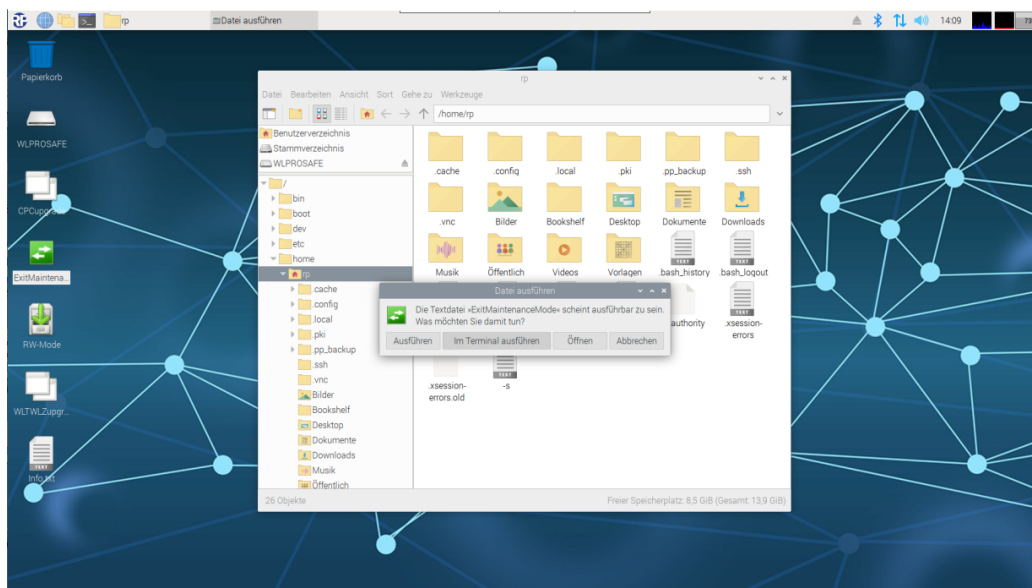 rp
Datei ausführen
14:09
73
Papierkorb
WLPROSAFE
ExitMaintena...
RW-Mode
WLTWLZupgr...
Info.txt
rp
Datei Bearbeiten Ansicht Sort Gehe zu Werkzeuge
/home/rp
Benutzerverzeichnis
Stammverzeichnis
WLPROSAFE
/
bin
boot
dev
etc
home
rp
.cache
.config
.local
.pki
.pp_backup
.ssh
.vnc
Bilder
Bookshelf
Desktop
Dokumente
Downloads
Musik
Öffentlich
.cache .config .local .pki .pp_backup .ssh
.vnc Bilder Bookshelf Desktop Dokumente Downloads
Musik Öffentlich Videos Vorlagen .bash_history .bash_logout
authority .xsession-
errors
.xsession-
errors.old
-s
Datei ausführen
Die Textdatei »ExitMaintenanceMode« scheint ausführbar zu sein.
Was möchten Sie damit tun?
Ausführen Im Terminal ausführen Öffnen Abbrechen
26 Objekte
Freier Speicherplatz: 8,5 GiB (Gesamt: 13,9 GiB)